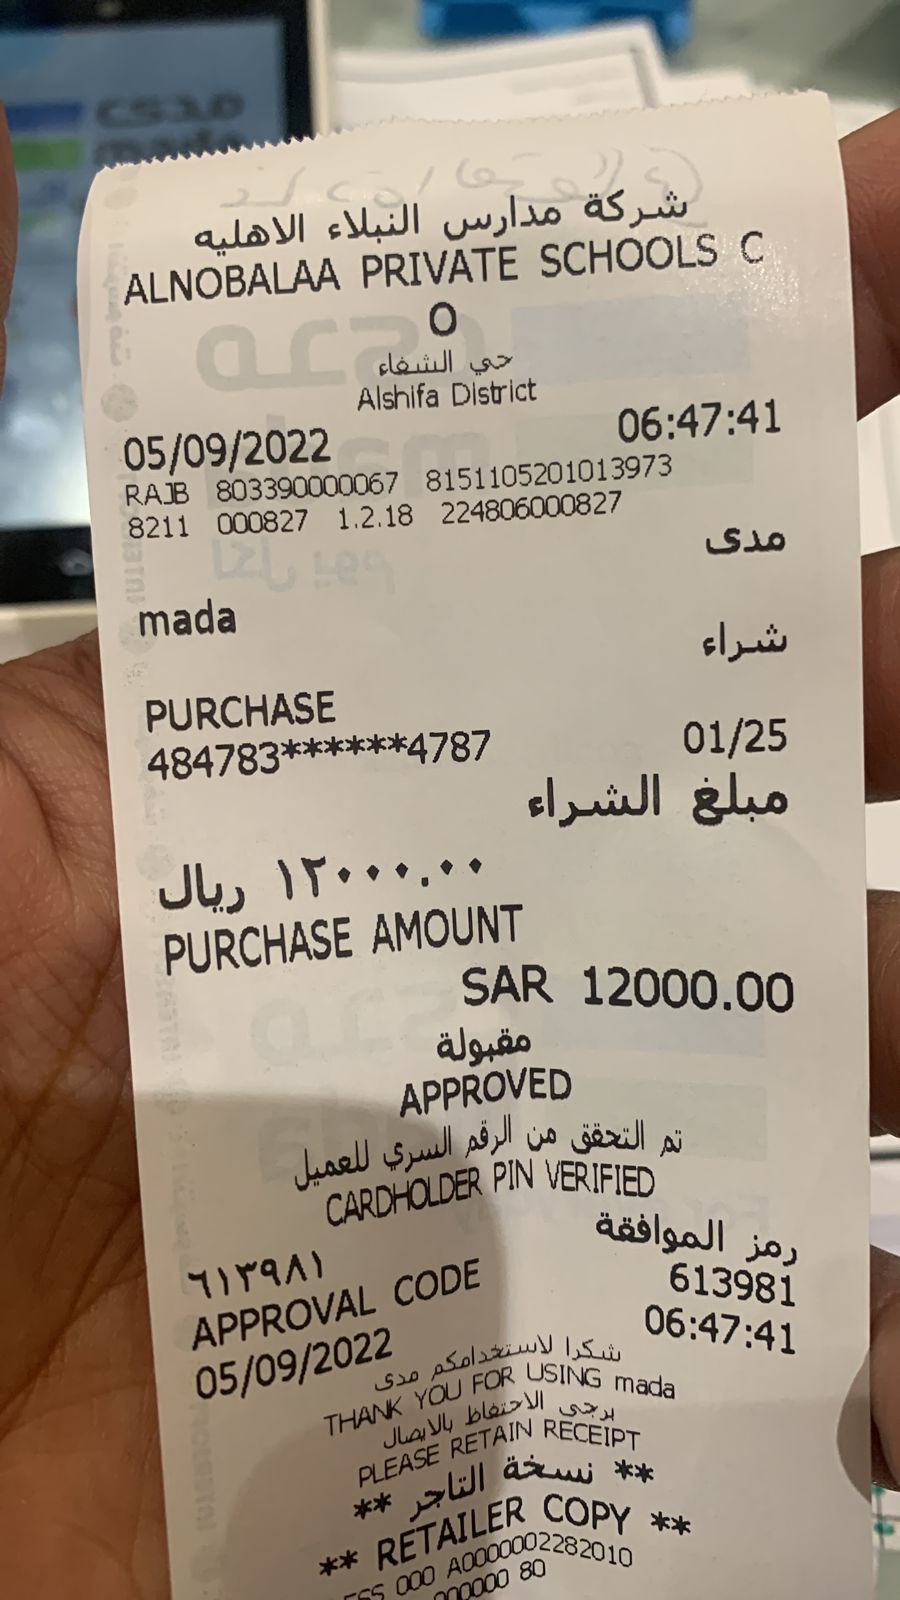 مدى
mada
شركة مدارس النبلاء الاهليه
ALNOBALAA PRIVATE SCHOOLS C
O
حي الشفاء
Alshifa District
05/09/2022 06:47:41
RAJB 803390000067 8151105201013973
8211 000827 1.2.18 224806000827
مدى
mada
شراء
PURCHASE
484783******4787 01/25
مبلغ الشراء
١٢٠٠٠.٠٠ ريال
PURCHASE AMOUNT
SAR 12000.00
مقبولة
APPROVED
تم التحقق من الرقم السري للعميل
CARDHOLDER PIN VERIFIED
رمز الموافقة
٦١٣٩٨١ 613981
APPROVAL CODE
05/09/2022 06:47:41
شكرا لاستخدامكم مدى
THANK YOU FOR USING mada
يرجى الاحتفاظ بالايصال
PLEASE RETAIN RECEIPT
** نسخة التاجر **
** RETAILER COPY **
000 A0000002282010
80